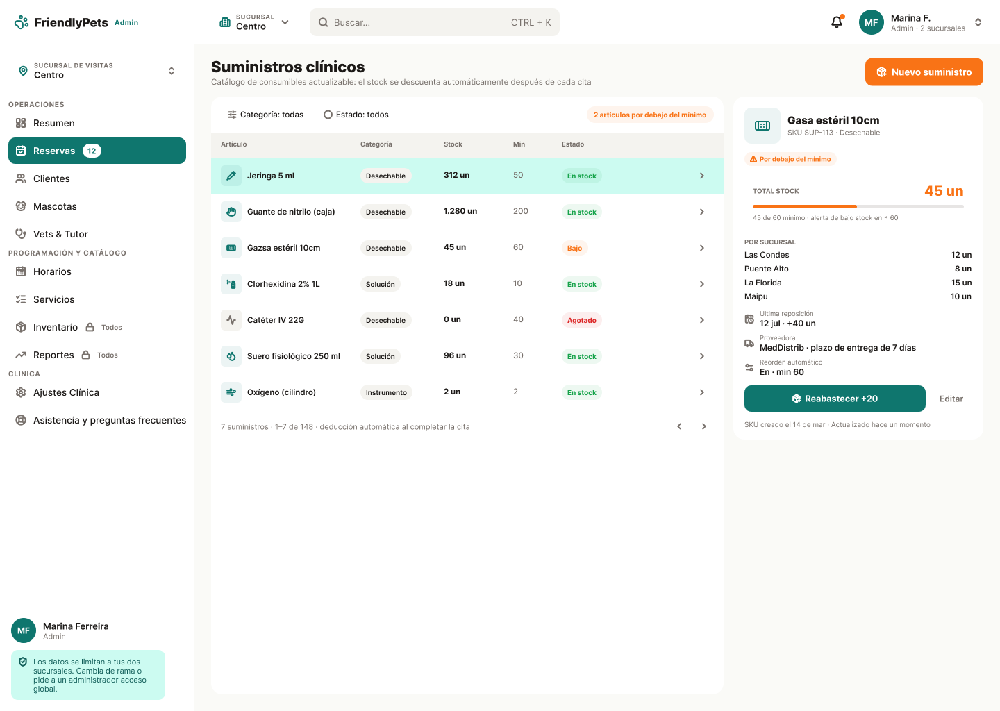 FriendlyPets Admin
SUCURSAL
Centro
Buscar...
CTRL + K
MF
Marina F.
Admin · 2 sucursales
SUCURSAL DE VISITAS
Centro
OPERACIONES
Resumen
Reservas 12
Clientes
Mascotas
Vets & Tutor
PROGRAMACIÓN Y CATÁLOGO
Horarios
Servicios
Inventario Todos
Reportes Todos
CLINICA
Ajustes Clínica
Asistencia y preguntas frecuentes
MF
Marina Ferreira
Admin
Los datos se limitan a tus dos
sucursales. Cambia de rama o
pide a un administrador acceso
global.
Suministros clínicos
Catálogo de consumibles actualizable: el stock se descuenta automáticamente después de cada cita
Nuevo suministro
Categoría: todas
Estado: todos
2 artículos por debajo del mínimo
Artículo Categoría Stock Min Estado
Jeringa 5 ml Desechable 312 un 50 En stock
Guante de nitrilo (caja) Desechable 1.280 un 200 En stock
Gazsa estéril 10cm Desechable 45 un 60 Bajo
Clorhexidina 2% 1L Solución 18 un 10 En stock
Catéter IV 22G Desechable 0 un 40 Agotado
Suero fisiológico 250 ml Solución 96 un 30 En stock
Oxígeno (cilindro) Instrumento 2 un 2 En stock
7 suministros · 1–7 de 148 · deducción automática al completar la cita
Gasa estéril 10cm
SKU SUP-113 · Desechable
Por debajo del mínimo
TOTAL STOCK 45 un
45 de 60 mínimo · alerta de bajo stock en ≤ 60
POR SUCURSAL
Las Condes 12 un
Puente Alto 8 un
La Florida 15 un
Maipu 10 un
Última reposición
12 jul · +40 un
Proveedora
MedDistrib · plazo de entrega de 7 días
Reorden automático
En · min 60
Reabastecer +20
Editar
SKU creado el 14 de mar · Actualizado hace un momento